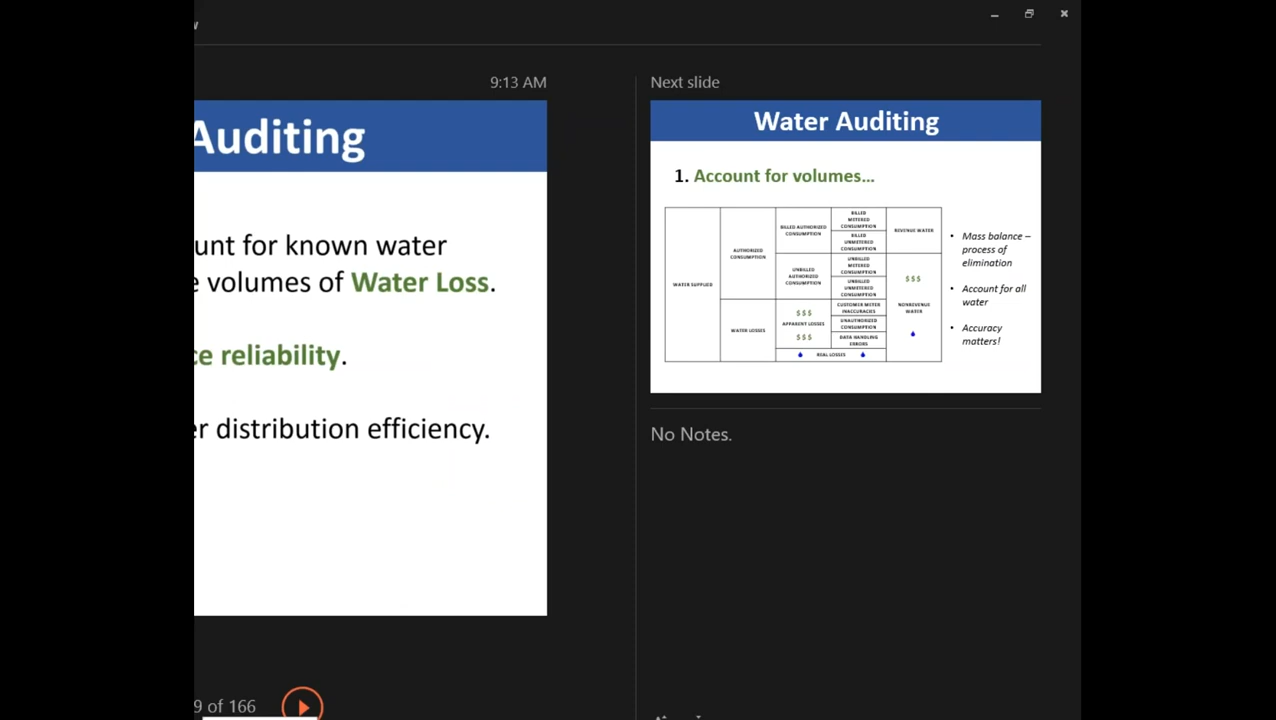 9:13 AM
Auditing
unt for known water
e volumes of Water Loss.
ce reliability.
er distribution efficiency.
9 of 166
Next slide
Water Auditing
1. Account for volumes...
WATER SUPPLIED
AUTHORIZED
CONSUMPTION
WATER LOSSES
BILLED AUTHORIZED
CONSUMPTION
UNBILLED
AUTHORIZED
CONSUMPTION
$$$
APPARENT LOSSES
$$$
REAL LOSSES
BILLED
METERED
CONSUMPTION
BILLED
UNMETERED
CONSUMPTION
UNBILLED
METERED
CONSUMPTION
UNBILLED
UNMETERED
CONSUMPTION
CUSTOMER METER
INACCURACIES
UNAUTHORIZED
CONSUMPTION
DATA HANDLING
ERRORS
REVENUE WATER
$$$
NONREVENUE
WATER
• Mass balance –
process of
elimination
• Account for all
water
• Accuracy
matters!
No Notes.